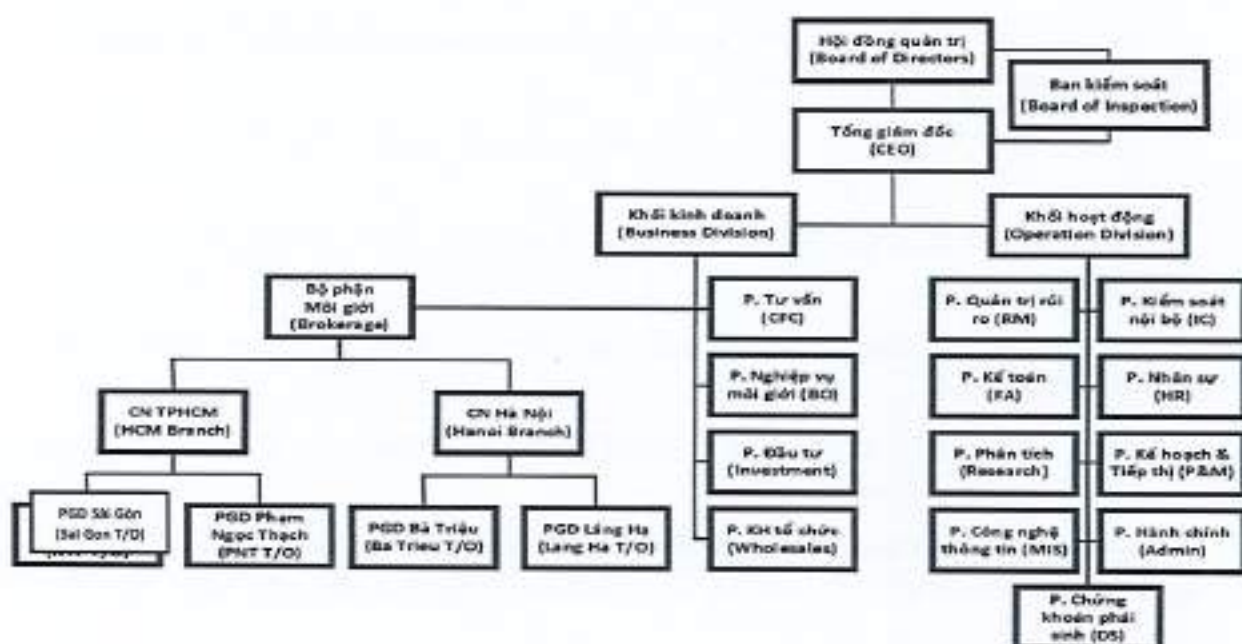 Hội đồng quản trị
(Board of Directors)
Ban kiểm soát
(Board of Inspection)
Tổng giám đốc
(CEO)
Khối kinh doanh
(Business Division)
Khối hoạt động
(Operation Division)
Bộ phận
Môi giới
(Brokerage)
P. Tư vấn
(CFC)
P. Quản trị rủi
ro (RM)
P. Kiểm soát
nội bộ (IC)
CN TPHCM
(HCM Branch)
CN Hà Nội
(Hanoi Branch)
P. Nghiệp vụ
môi giới (BO)
P. Kế toán
(FA)
P. Nhân sự
(HR)
P. Đầu tư
(Investment)
P. Phân tích
(Research)
P. Kế hoạch &
Tiếp thị (P&M)
PGD Sài Gòn
(Sai Gon T/O)
PGD Phạm
Ngọc Thạch
(PNT T/O)
PGD Bà Triệu
(Ba Trieu T/O)
PGD Láng Hạ
(Lang Ha T/O)
P. KH tổ chức
(Wholesales)
P. Công nghệ
thông tin (MIS)
P. Hành chính
(Admin)
P. Chứng
khoán phái
sinh (DS)